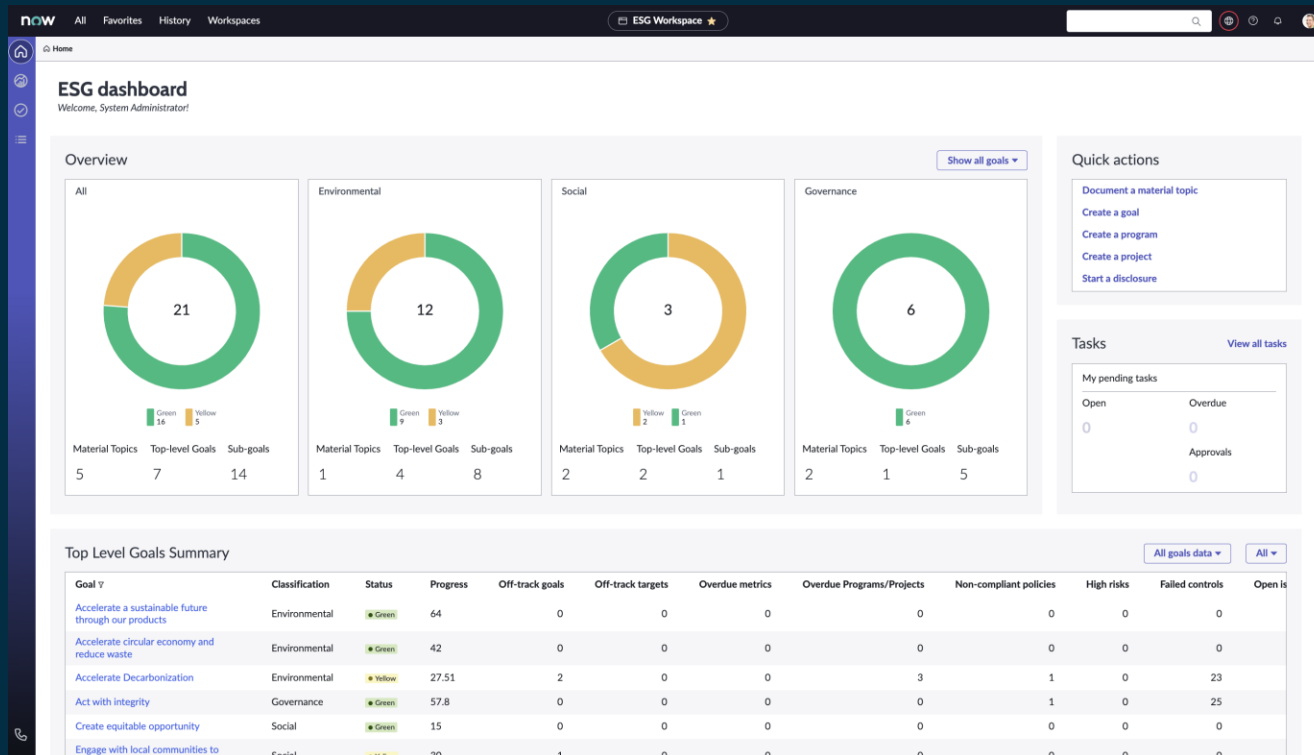 now All Favorites History Workspaces ESG Workspace
Home
ESG dashboard
Welcome, System Administrator!
Overview
Show all goals
All
21
Green 16 Yellow 5
Material Topics Top-level Goals Sub-goals
5 7 14
Environmental
12
Green 9 Yellow 3
Material Topics Top-level Goals Sub-goals
1 4 8
Social
3
Yellow 2 Green 1
Material Topics Top-level Goals Sub-goals
2 2 1
Governance
6
Green 6
Material Topics Top-level Goals Sub-goals
2 1 5
Quick actions
Document a material topic
Create a goal
Create a program
Create a project
Start a disclosure
Tasks View all tasks
My pending tasks
Open Overdue
0 0
Approvals
0
Top Level Goals Summary All goals data All
Goal Classification Status Progress Off-track goals Off-track targets Overdue metrics Overdue Programs/Projects Non-compliant policies High risks Failed controls Open is
Accelerate a sustainable future
through our products Environmental Green 64 0 0 0 0 0 0 0
Accelerate circular economy and
reduce waste Environmental Green 42 0 0 0 0 0 0 0
Accelerate Decarbonization Environmental Yellow 27.51 2 0 0 3 1 0 23
Act with integrity Governance Green 57.8 0 0 0 0 1 0 25
Create equitable opportunity Social Green 15 0 0 0 0 0 0 0
Engage with local communities to